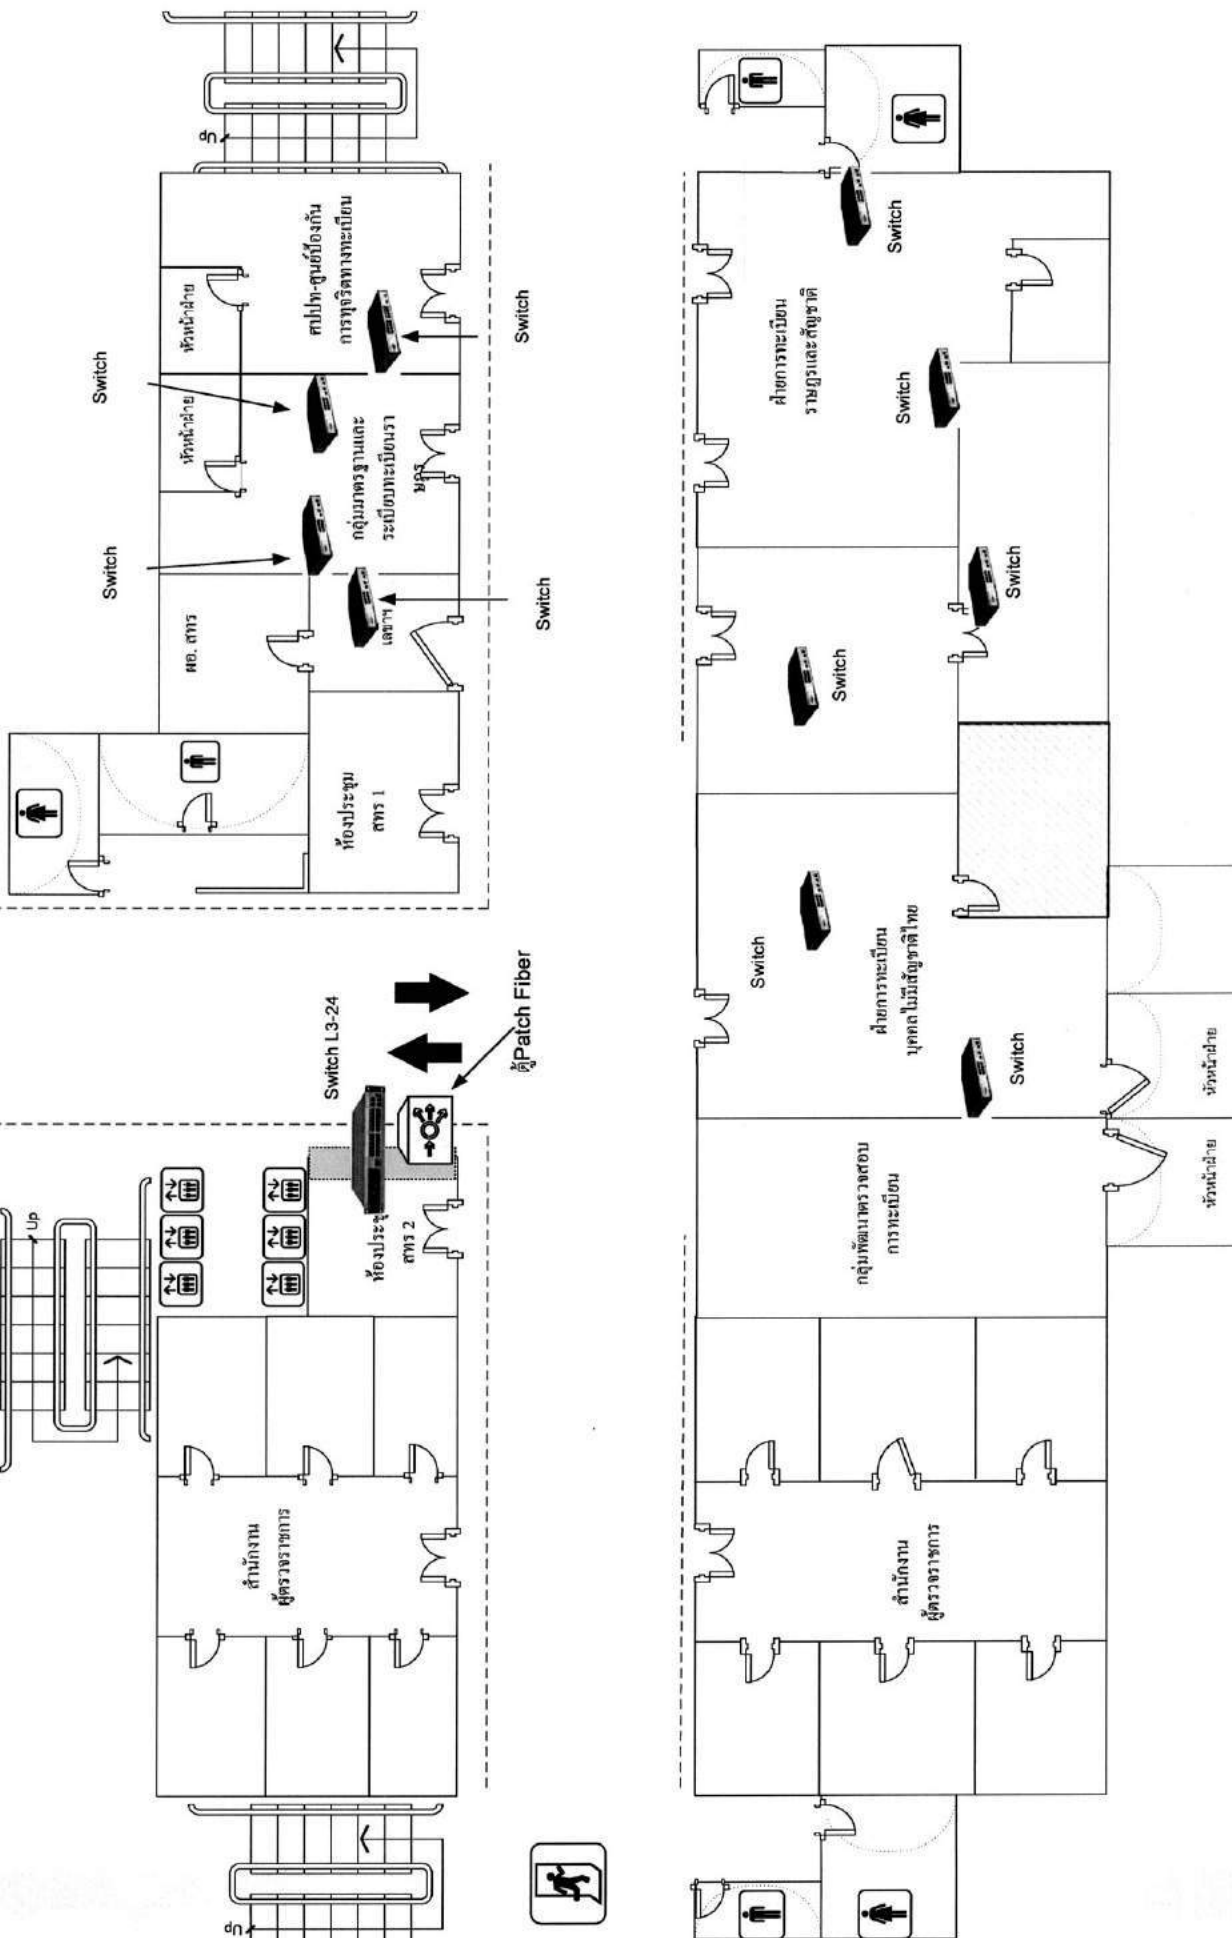 Up
ศปปท-ศูนย์ป้องกัน
การทุจริตทางทะเบียน
หัวหน้าฝ่าย
Switch
Switch
หัวหน้าฝ่าย
กลุ่มมาตรฐานและ
ระเบียบทะเบียนรา
ษฎร
Switch
Switch
ผอ. สทร
เลขาฯ
ห้องประชุม
สทร 1
Switch L3-24
ตู้Patch Fiber
ห้องประชุ
สทร 2
Up
สำนักงาน
ผู้ตรวจราชการ
Up
Switch
ฝ่ายการทะเบียน
ราษฎรและสัญชาติ
Switch
Switch
Switch
Switch
ฝ่ายการทะเบียน
บุคคลไม่มีสัญชาติไทย
Switch
หัวหน้าฝ่าย
หัวหน้าฝ่าย
กลุ่มพัฒนาตรวจสอบ
การทะเบียน
สำนักงาน
ผู้ตรวจราชการ